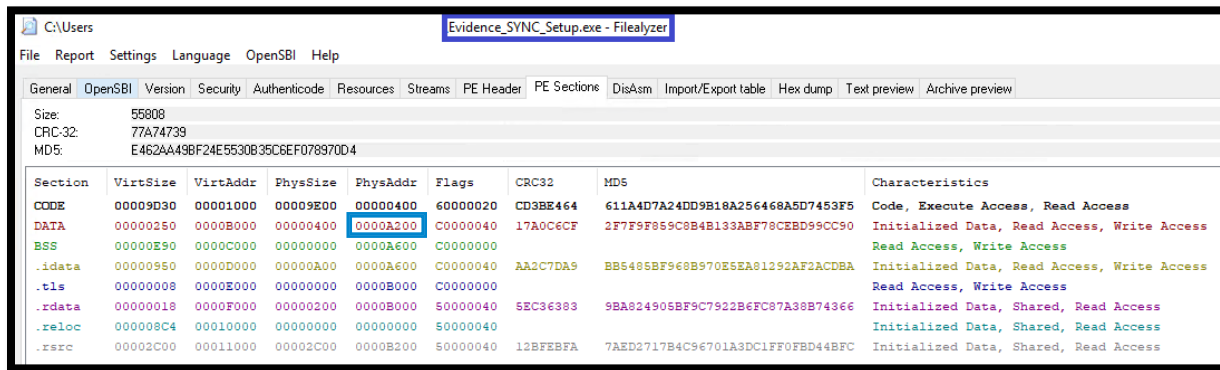 C:\Users Evidence_SYNC_Setup.exe - Filealyzer
File Report Settings Language OpenSBI Help
General OpenSBI Version Security Authenticode Resources Streams PE Header PE Sections DisAsm Import/Export table Hex dump Text preview Archive preview
Size: 55808
CRC-32: 77A74739
MD5: E462AA49BF24E5530B35C6EF078970D4
Section VirtSize VirtAddr PhysSize PhysAddr Flags CRC32 MD5 Characteristics
CODE 00009D30 00001000 00009E00 00000400 60000020 CD3BE464 611A4D7A24DD9B18A256468A5D7453F5 Code, Execute Access, Read Access
DATA 00000250 0000B000 00000400 0000A200 C0000040 17A0C6CF 2F7F9F859C8B4B133ABF78CEBD99CC90 Initialized Data, Read Access, Write Access
BSS 00000E90 0000C000 00000000 0000A600 C0000000 Read Access, Write Access
.idata 00000950 0000D000 00000A00 0000A600 C0000040 AA2C7DA9 BB5485BF968B970E5EA81292AF2ACDBA Initialized Data, Read Access, Write Access
.tls 00000008 0000E000 00000000 0000B000 C0000000 Read Access, Write Access
.rdata 00000018 0000F000 00000200 0000B000 50000040 5EC36383 9BA824905BF9C7922B6FC87A38B74366 Initialized Data, Shared, Read Access
.reloc 000008C4 00010000 00000000 00000000 50000040 Initialized Data, Shared, Read Access
.rsrc 00002C00 00011000 00002C00 0000B200 50000040 12BFEBFA 7AED2717B4C96701A3DC1FF0FBD44BFC Initialized Data, Shared, Read Access